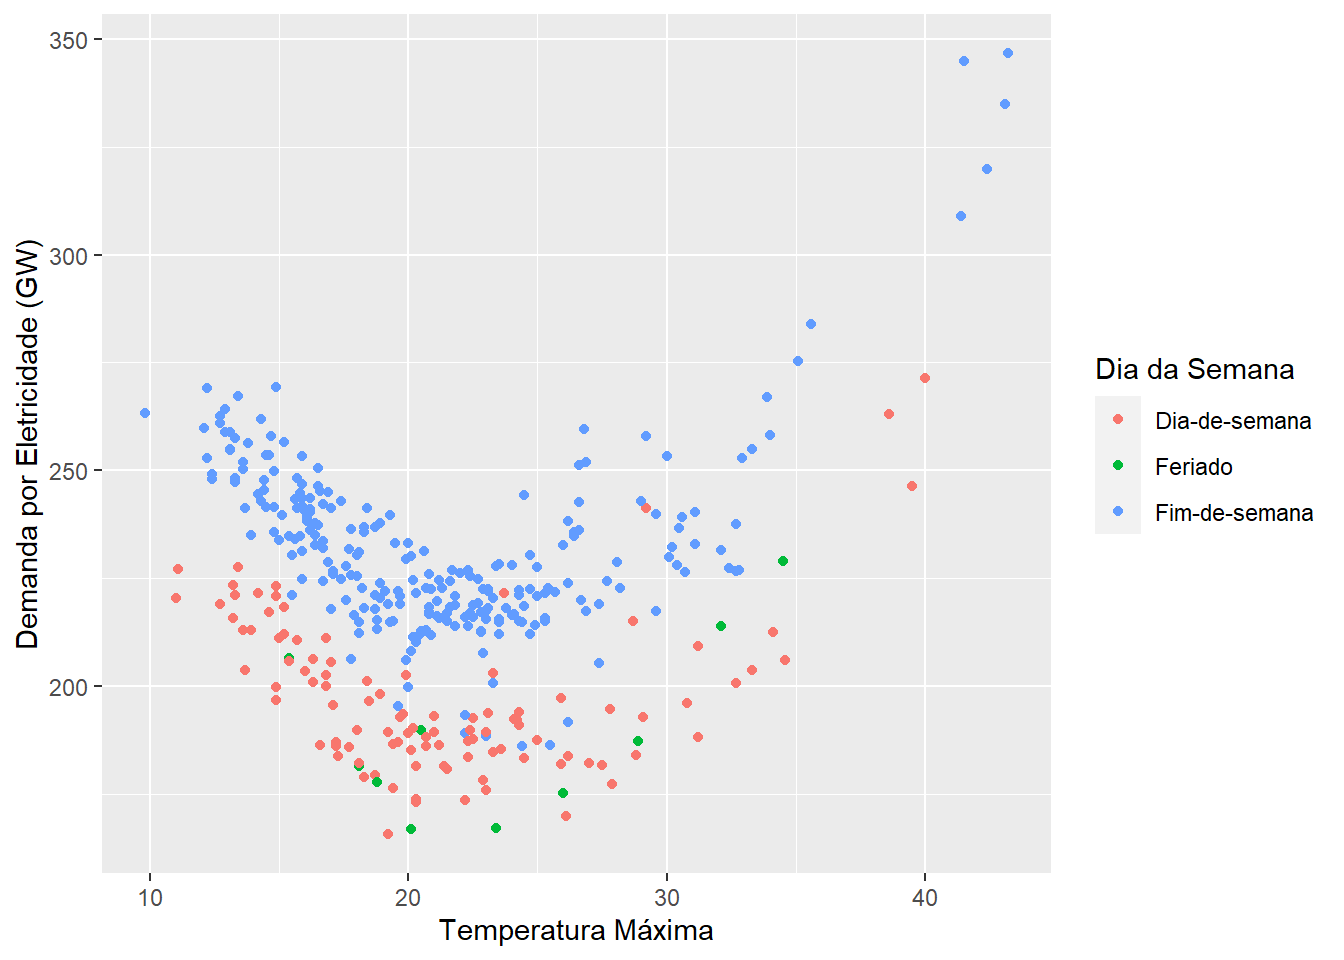 350
300
250
200
Demanda por Eletricidade (GW)
10 20 30 40
Temperatura Máxima
Dia da Semana
Dia-de-semana
Feriado
Fim-de-semana